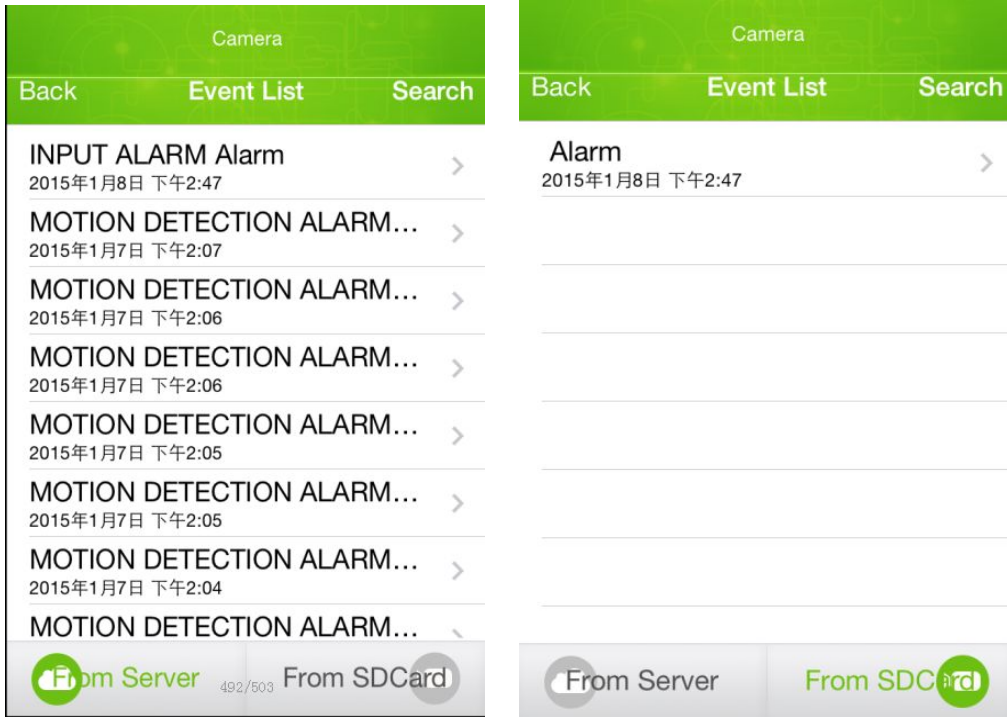 Camera
Back Event List Search
INPUT ALARM Alarm
2015年1月8日 下午2:47
MOTION DETECTION ALARM...
2015年1月7日 下午2:07
MOTION DETECTION ALARM...
2015年1月7日 下午2:06
MOTION DETECTION ALARM...
2015年1月7日 下午2:06
MOTION DETECTION ALARM...
2015年1月7日 下午2:05
MOTION DETECTION ALARM...
2015年1月7日 下午2:05
MOTION DETECTION ALARM...
2015年1月7日 下午2:04
MOTION DETECTION ALARM...
From Server 492/503 From SDCard
Camera
Back Event List Search
Alarm
2015年1月8日 下午2:47
From Server From SDCard